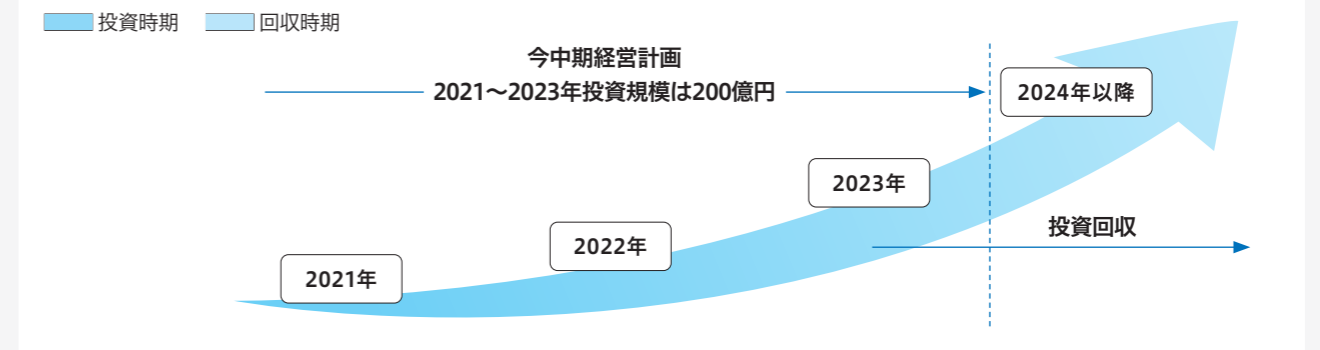 投資時期 回収時期
今中期経営計画
2021～2023年投資規模は200億円
2024年以降
2023年
2022年
2021年
投資回収